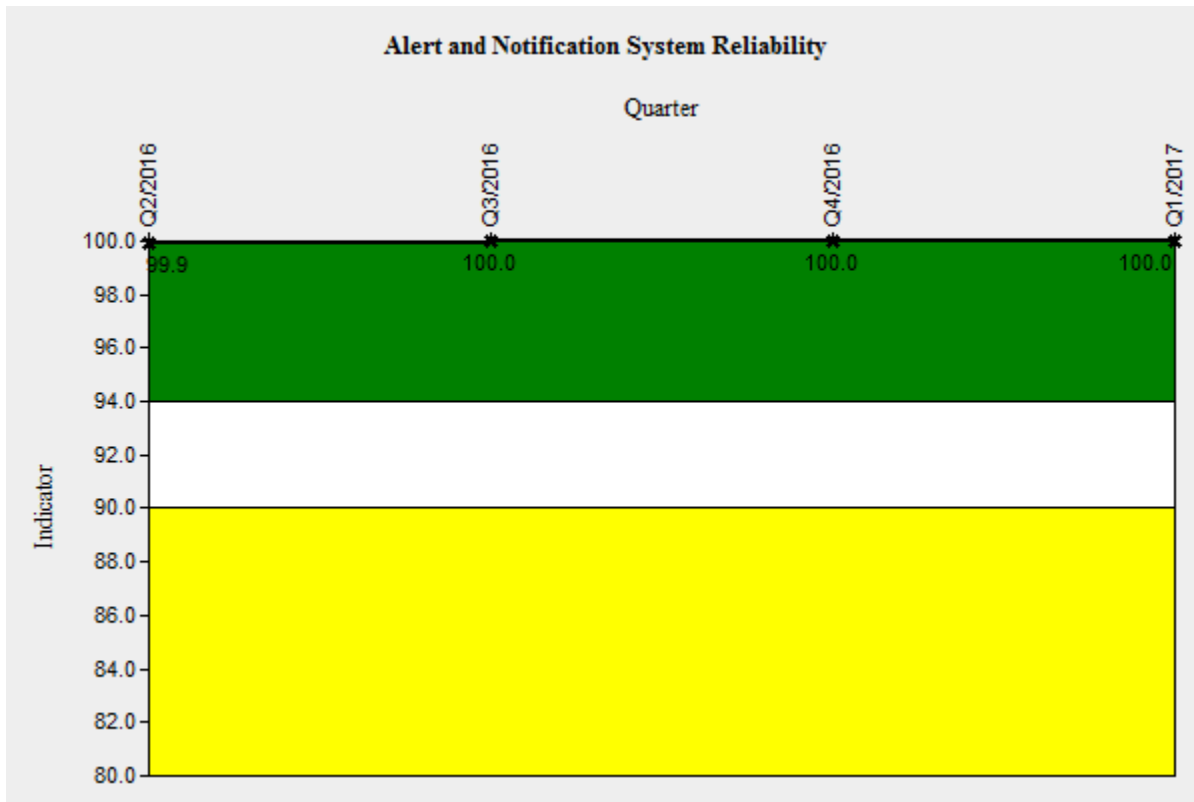 Alert and Notification System Reliability
Quarter
Q2/2016
Q3/2016
Q4/2016
Q1/2017
100.0
99.9
100.0
100.0
100.0
98.0
96.0
94.0
92.0
90.0
88.0
86.0
84.0
82.0
80.0
Indicator